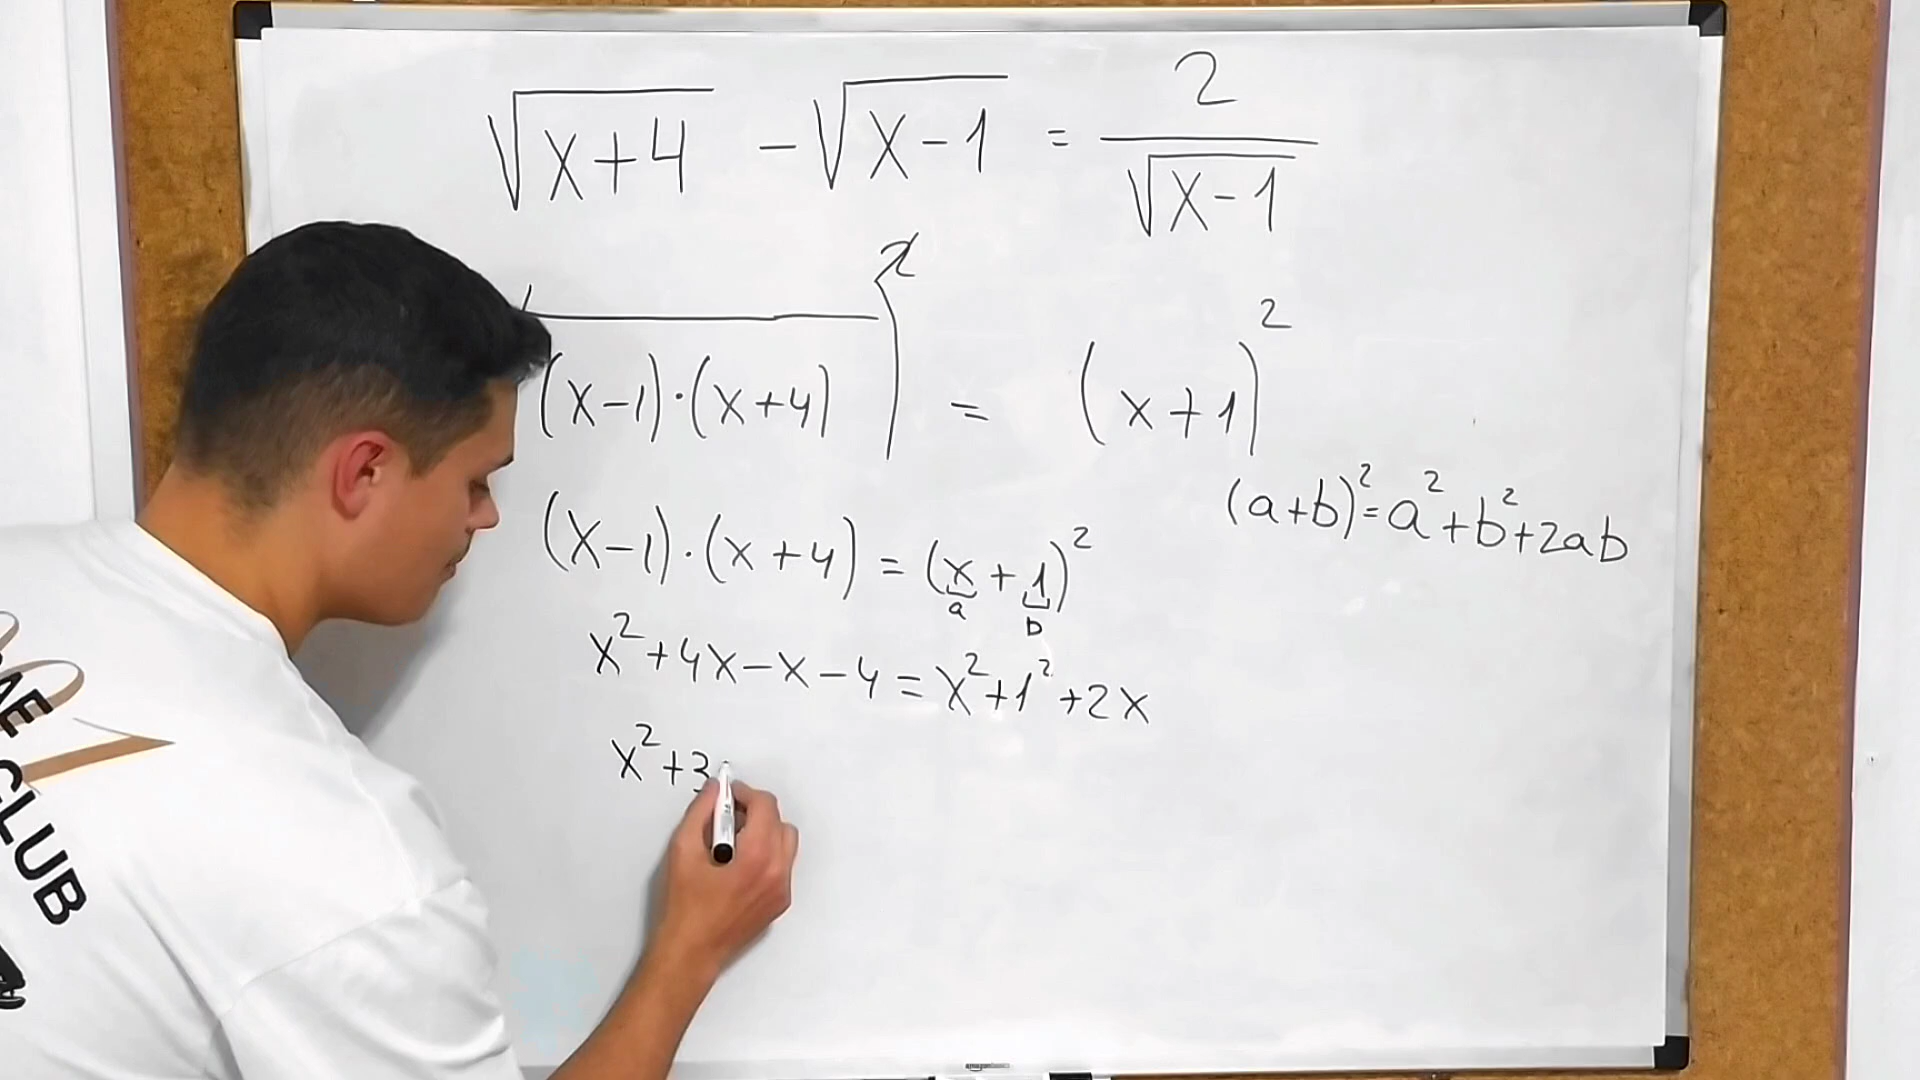 √(x+4) - √(x-1) = 2/√(x-1)
√((x-1)·(x+4))² = (x+1)²
(a+b)² = a²+b²+2ab
(x-1)·(x+4) = (x+1)²
a b
x²+4x-x-4 = x²+1²+2x
x²+3
CLUB